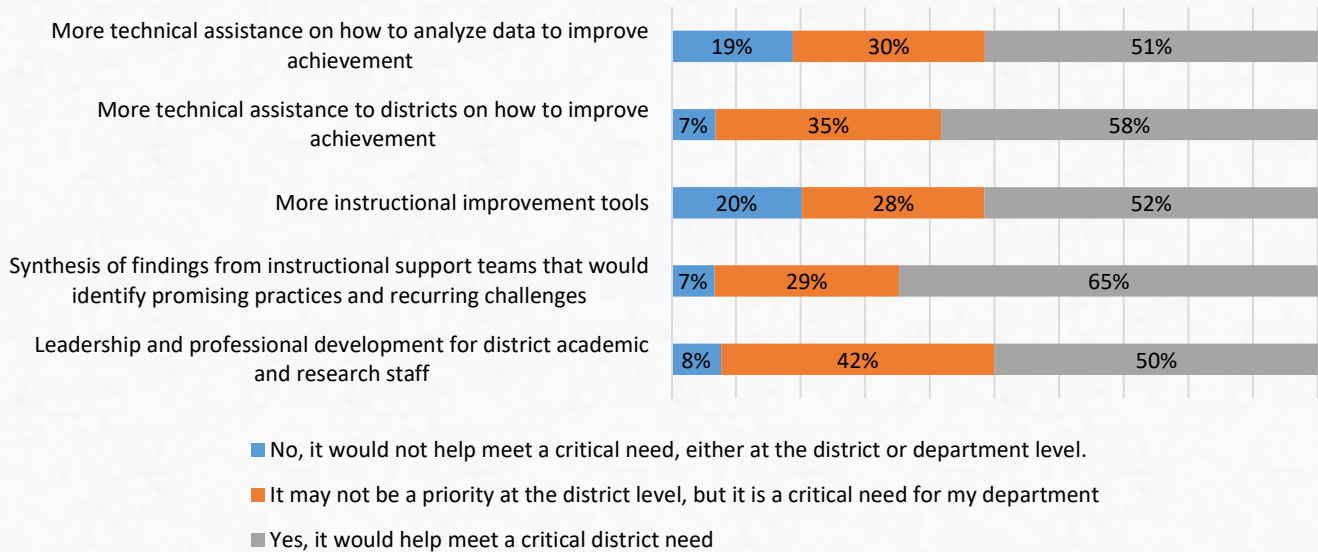 More technical assistance on how to analyze data to improve
achievement
19% 30% 51%
More technical assistance to districts on how to improve
achievement
7% 35% 58%
More instructional improvement tools
20% 28% 52%
Synthesis of findings from instructional support teams that would
identify promising practices and recurring challenges
7% 29% 65%
Leadership and professional development for district academic
and research staff
8% 42% 50%
No, it would not help meet a critical need, either at the district or department level.
It may not be a priority at the district level, but it is a critical need for my department
Yes, it would help meet a critical district need